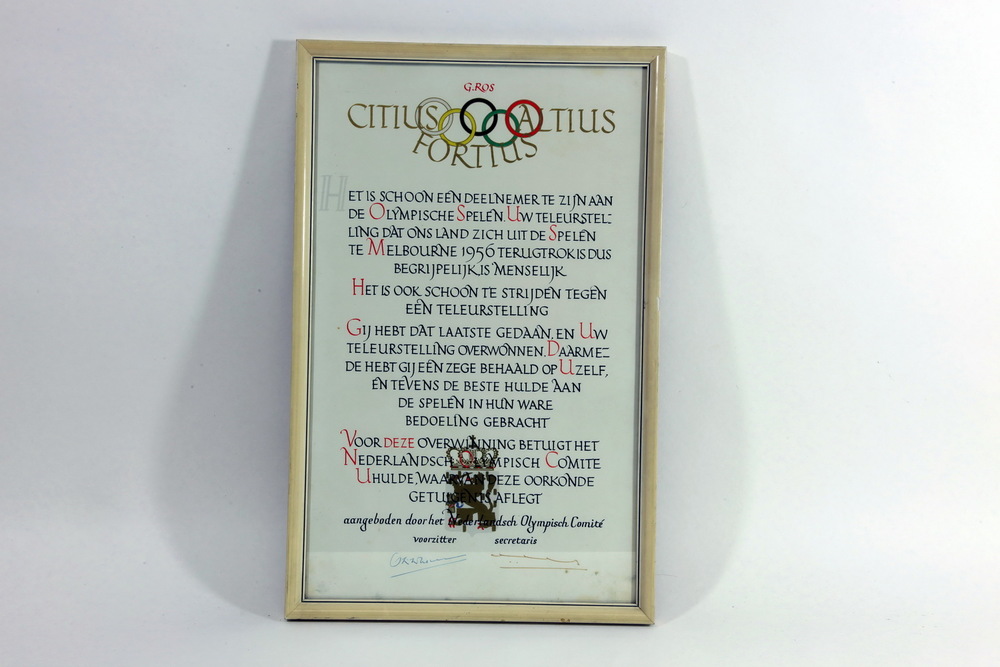 G. ROS
CITIUS ALTIUS
FORTIUS
HET IS SCHOON EEN DEELNEMER TE ZIJN AAN
DE OLYMPISCHE SPELEN. UW TELEURSTEL-
LING DAT ONS LAND ZICH UIT DE SPELEN
TE MELBOURNE 1956 TERUGTROK IS DUS
BEGRIJPELIJK, IS MENSELIJK
HET IS OOK SCHOON TE STRIJDEN TEGEN
EEN TELEURSTELLING
GIJ HEBT DAT LAATSTE GEDAAN, EN UW
TELEURSTELLING OVERWONNEN. DAARME-
DE HEBT GIJ EEN ZEGE BEHAALD OP UZELF,
EN TEVENS DE BESTE HULDE AAN
DE SPELEN IN HUN WARE
BEDOELING GEBRACHT
VOOR DEZE OVERWINNING BETUIGT HET
NEDERLANDSCH OLYMPISCH COMITE
U HULDE, WAARVAN DEZE OORKONDE
GETUIGENIS AFLEGT
aangeboden door het Nederlandsch Olympisch Comité
voorzitter secretaris